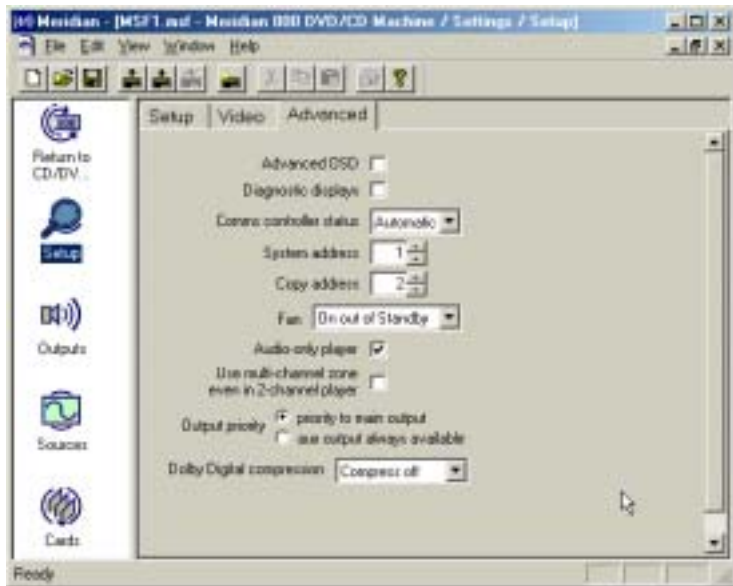 Meridian - [MSF1.msf - Meridian 800 DVD/CD Machine / Settings / Setup]
File Edit View Window Help
Setup Video Advanced
Return to
CD/DV...
Setup
Outputs
Sources
Cards
Advanced OSD
Diagnostic displays
Comms controller status Automatic
System address 1
Copy address 2
Fan On out of Standby
Audio-only player
Use multi-channel zone
even in 2-channel player
Output priority priority to main output
aux output always available
Dolby Digital compression Compress off
Ready